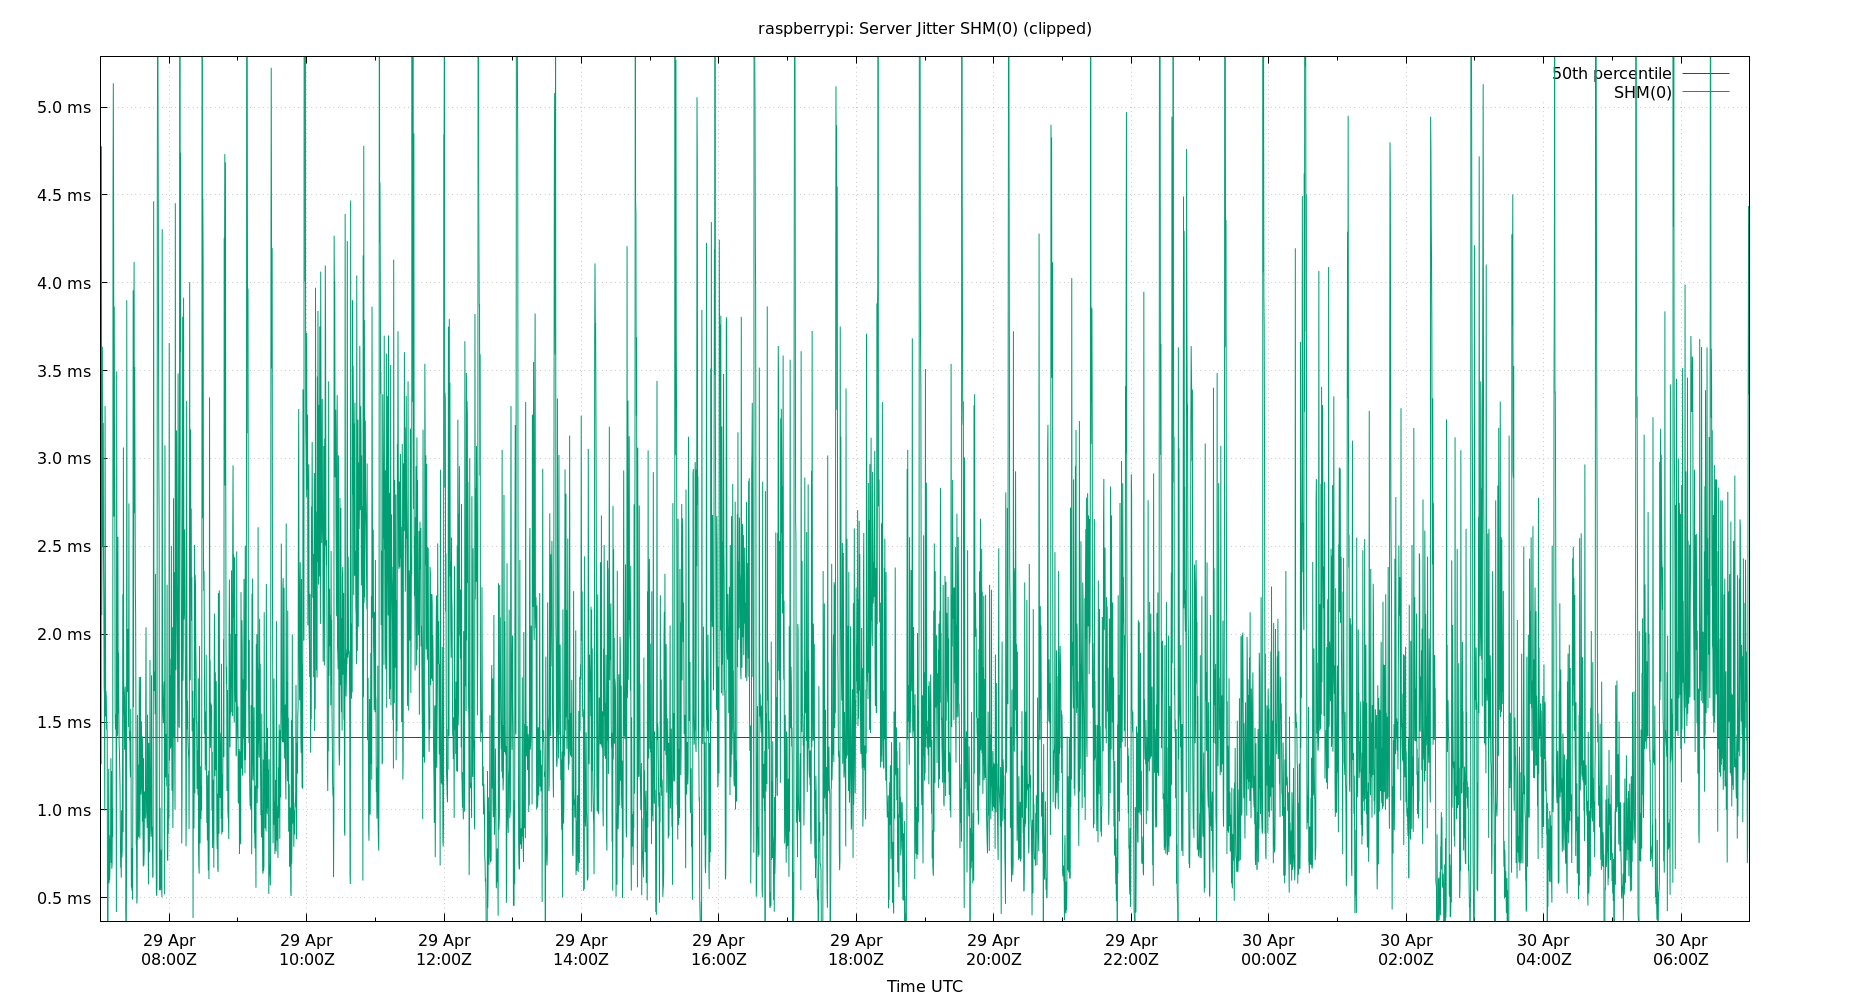 raspberrypi: Server Jitter SHM(0) (clipped)
50th percentile
SHM(0)
5.0 ms
4.5 ms
4.0 ms
3.5 ms
3.0 ms
2.5 ms
2.0 ms
1.5 ms
1.0 ms
0.5 ms
29 Apr 29 Apr 29 Apr 29 Apr 29 Apr 29 Apr 29 Apr 29 Apr 30 Apr 30 Apr 30 Apr 30 Apr
08:00Z 10:00Z 12:00Z 14:00Z 16:00Z 18:00Z 20:00Z 22:00Z 00:00Z 02:00Z 04:00Z 06:00Z
Time UTC